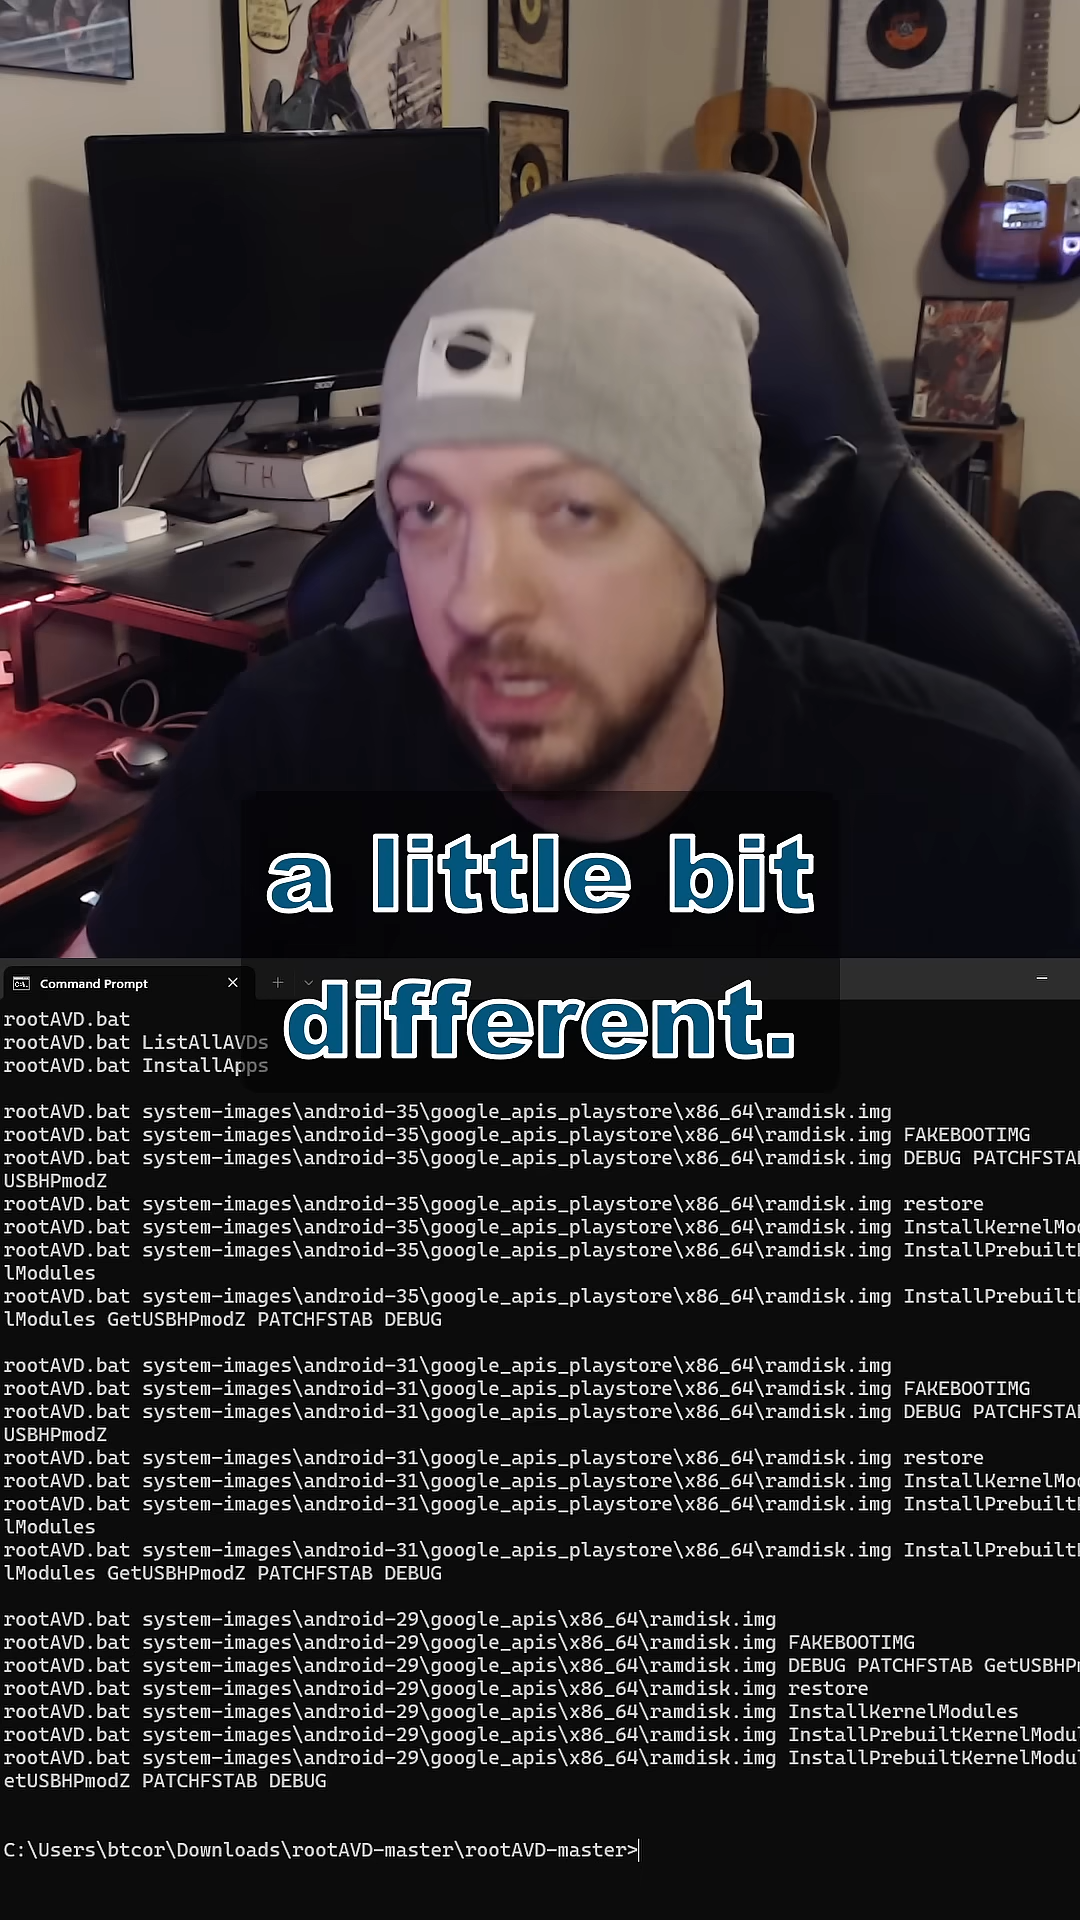 acer
TH
a little bit
different.
Command Prompt
rootAVD.bat
rootAVD.bat ListAllAVDs
rootAVD.bat InstallApps
rootAVD.bat system-images\android-35\google_apis_playstore\x86_64\ramdisk.img
rootAVD.bat system-images\android-35\google_apis_playstore\x86_64\ramdisk.img FAKEBOOTIMG
rootAVD.bat system-images\android-35\google_apis_playstore\x86_64\ramdisk.img DEBUG PATCHFSTA
USBHPmodZ
rootAVD.bat system-images\android-35\google_apis_playstore\x86_64\ramdisk.img restore
rootAVD.bat system-images\android-35\google_apis_playstore\x86_64\ramdisk.img InstallKernelMo
rootAVD.bat system-images\android-35\google_apis_playstore\x86_64\ramdisk.img InstallPrebuilt
lModules
rootAVD.bat system-images\android-35\google_apis_playstore\x86_64\ramdisk.img InstallPrebuilt
lModules GetUSBHPmodZ PATCHFSTAB DEBUG
rootAVD.bat system-images\android-31\google_apis_playstore\x86_64\ramdisk.img
rootAVD.bat system-images\android-31\google_apis_playstore\x86_64\ramdisk.img FAKEBOOTIMG
rootAVD.bat system-images\android-31\google_apis_playstore\x86_64\ramdisk.img DEBUG PATCHFSTA
USBHPmodZ
rootAVD.bat system-images\android-31\google_apis_playstore\x86_64\ramdisk.img restore
rootAVD.bat system-images\android-31\google_apis_playstore\x86_64\ramdisk.img InstallKernelMo
rootAVD.bat system-images\android-31\google_apis_playstore\x86_64\ramdisk.img InstallPrebuilt
lModules
rootAVD.bat system-images\android-31\google_apis_playstore\x86_64\ramdisk.img InstallPrebuilt
lModules GetUSBHPmodZ PATCHFSTAB DEBUG
rootAVD.bat system-images\android-29\google_apis\x86_64\ramdisk.img
rootAVD.bat system-images\android-29\google_apis\x86_64\ramdisk.img FAKEBOOTIMG
rootAVD.bat system-images\android-29\google_apis\x86_64\ramdisk.img DEBUG PATCHFSTAB GetUSBHP
rootAVD.bat system-images\android-29\google_apis\x86_64\ramdisk.img restore
rootAVD.bat system-images\android-29\google_apis\x86_64\ramdisk.img InstallKernelModules
rootAVD.bat system-images\android-29\google_apis\x86_64\ramdisk.img InstallPrebuiltKernelModu
rootAVD.bat system-images\android-29\google_apis\x86_64\ramdisk.img InstallPrebuiltKernelModu
etUSBHPmodZ PATCHFSTAB DEBUG
C:\Users\btcor\Downloads\rootAVD-master\rootAVD-master>